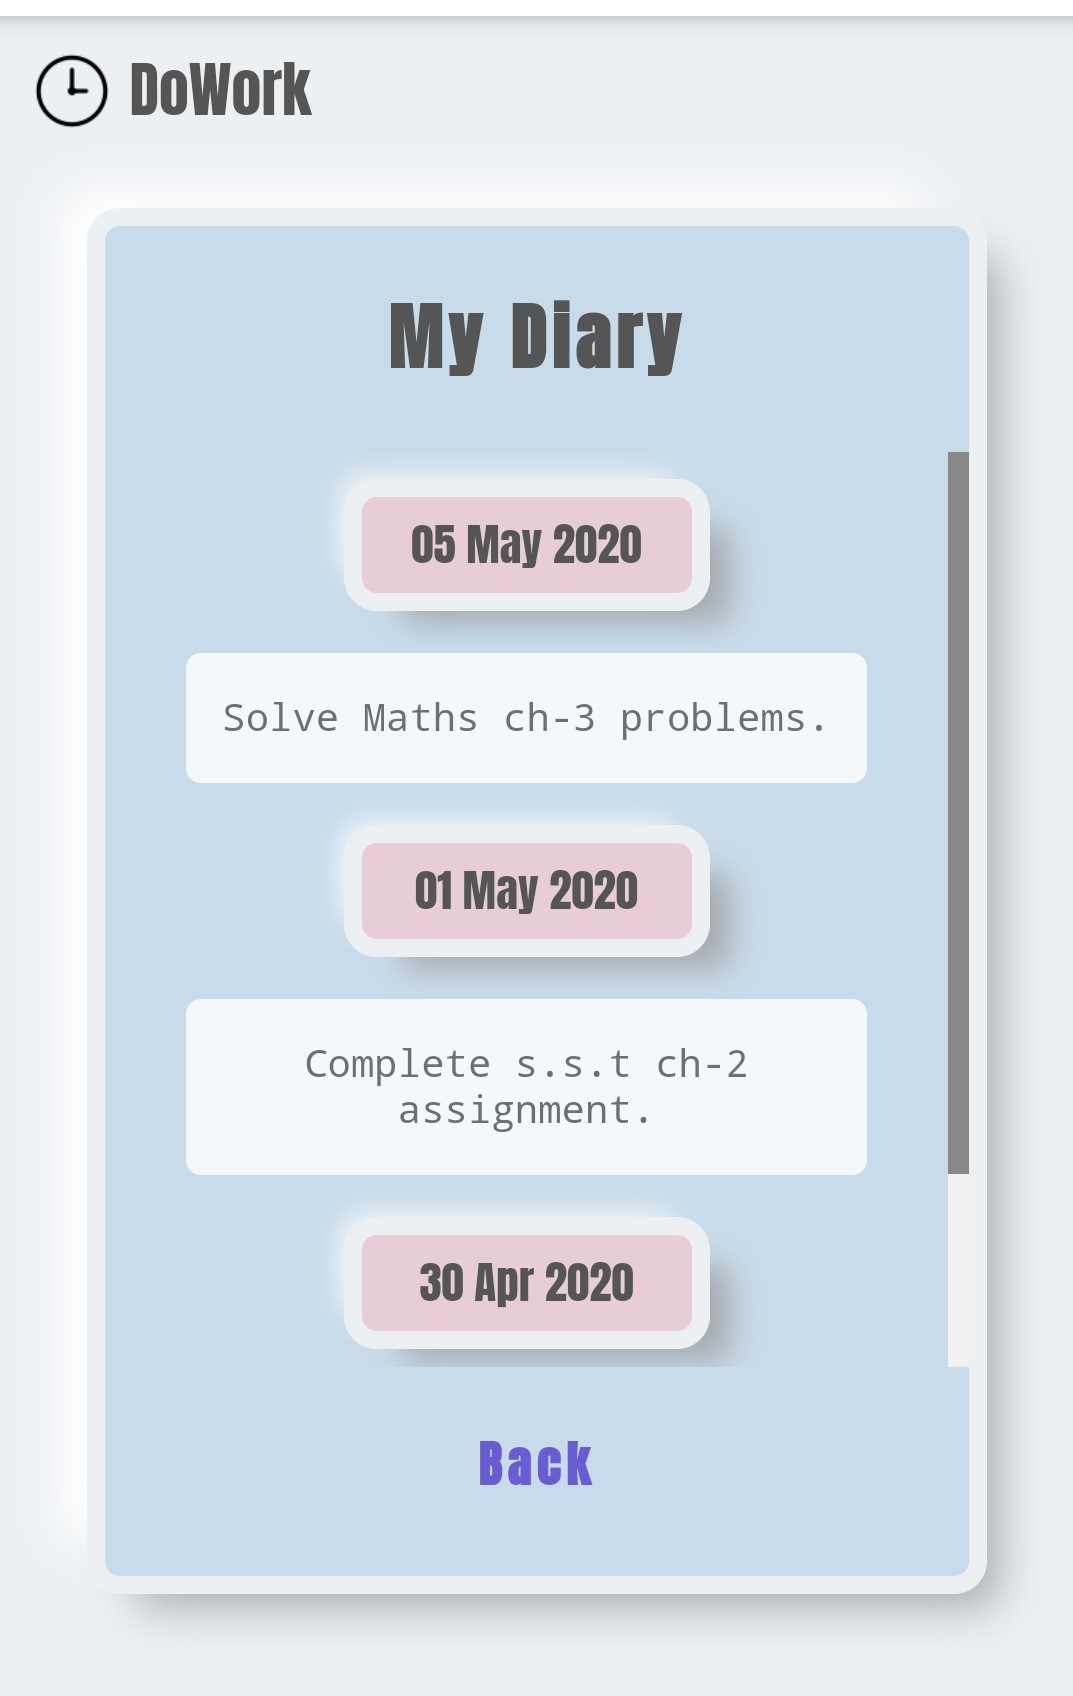 DoWork
My Diary
05 May 2020
Solve Maths ch-3 problems.
01 May 2020
Complete s.s.t ch-2
assignment.
30 Apr 2020
Back